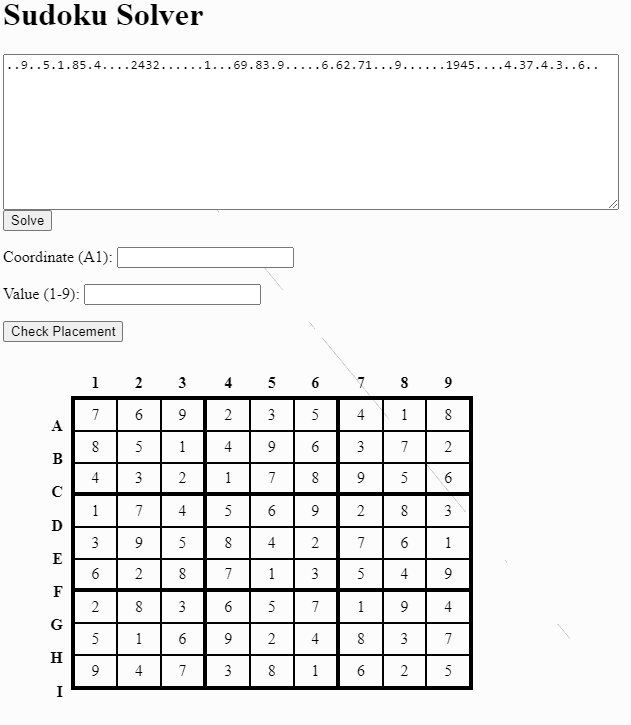 Sudoku Solver
..9..5.1.85.4....2432......1...69.83.9.....6.62.71...9......1945....4.37.4.3..6..
Solve
Coordinate (A1):
Value (1-9):
Check Placement
1 2 3 4 5 6 7 8 9
A 7 6 9 2 3 5 4 1 8
B 8 5 1 4 9 6 3 7 2
C 4 3 2 1 7 8 9 5 6
D 1 7 4 5 6 9 2 8 3
E 3 9 5 8 4 2 7 6 1
F 6 2 8 7 1 3 5 4 9
G 2 8 3 6 5 7 1 9 4
H 5 1 6 9 2 4 8 3 7
I 9 4 7 3 8 1 6 2 5